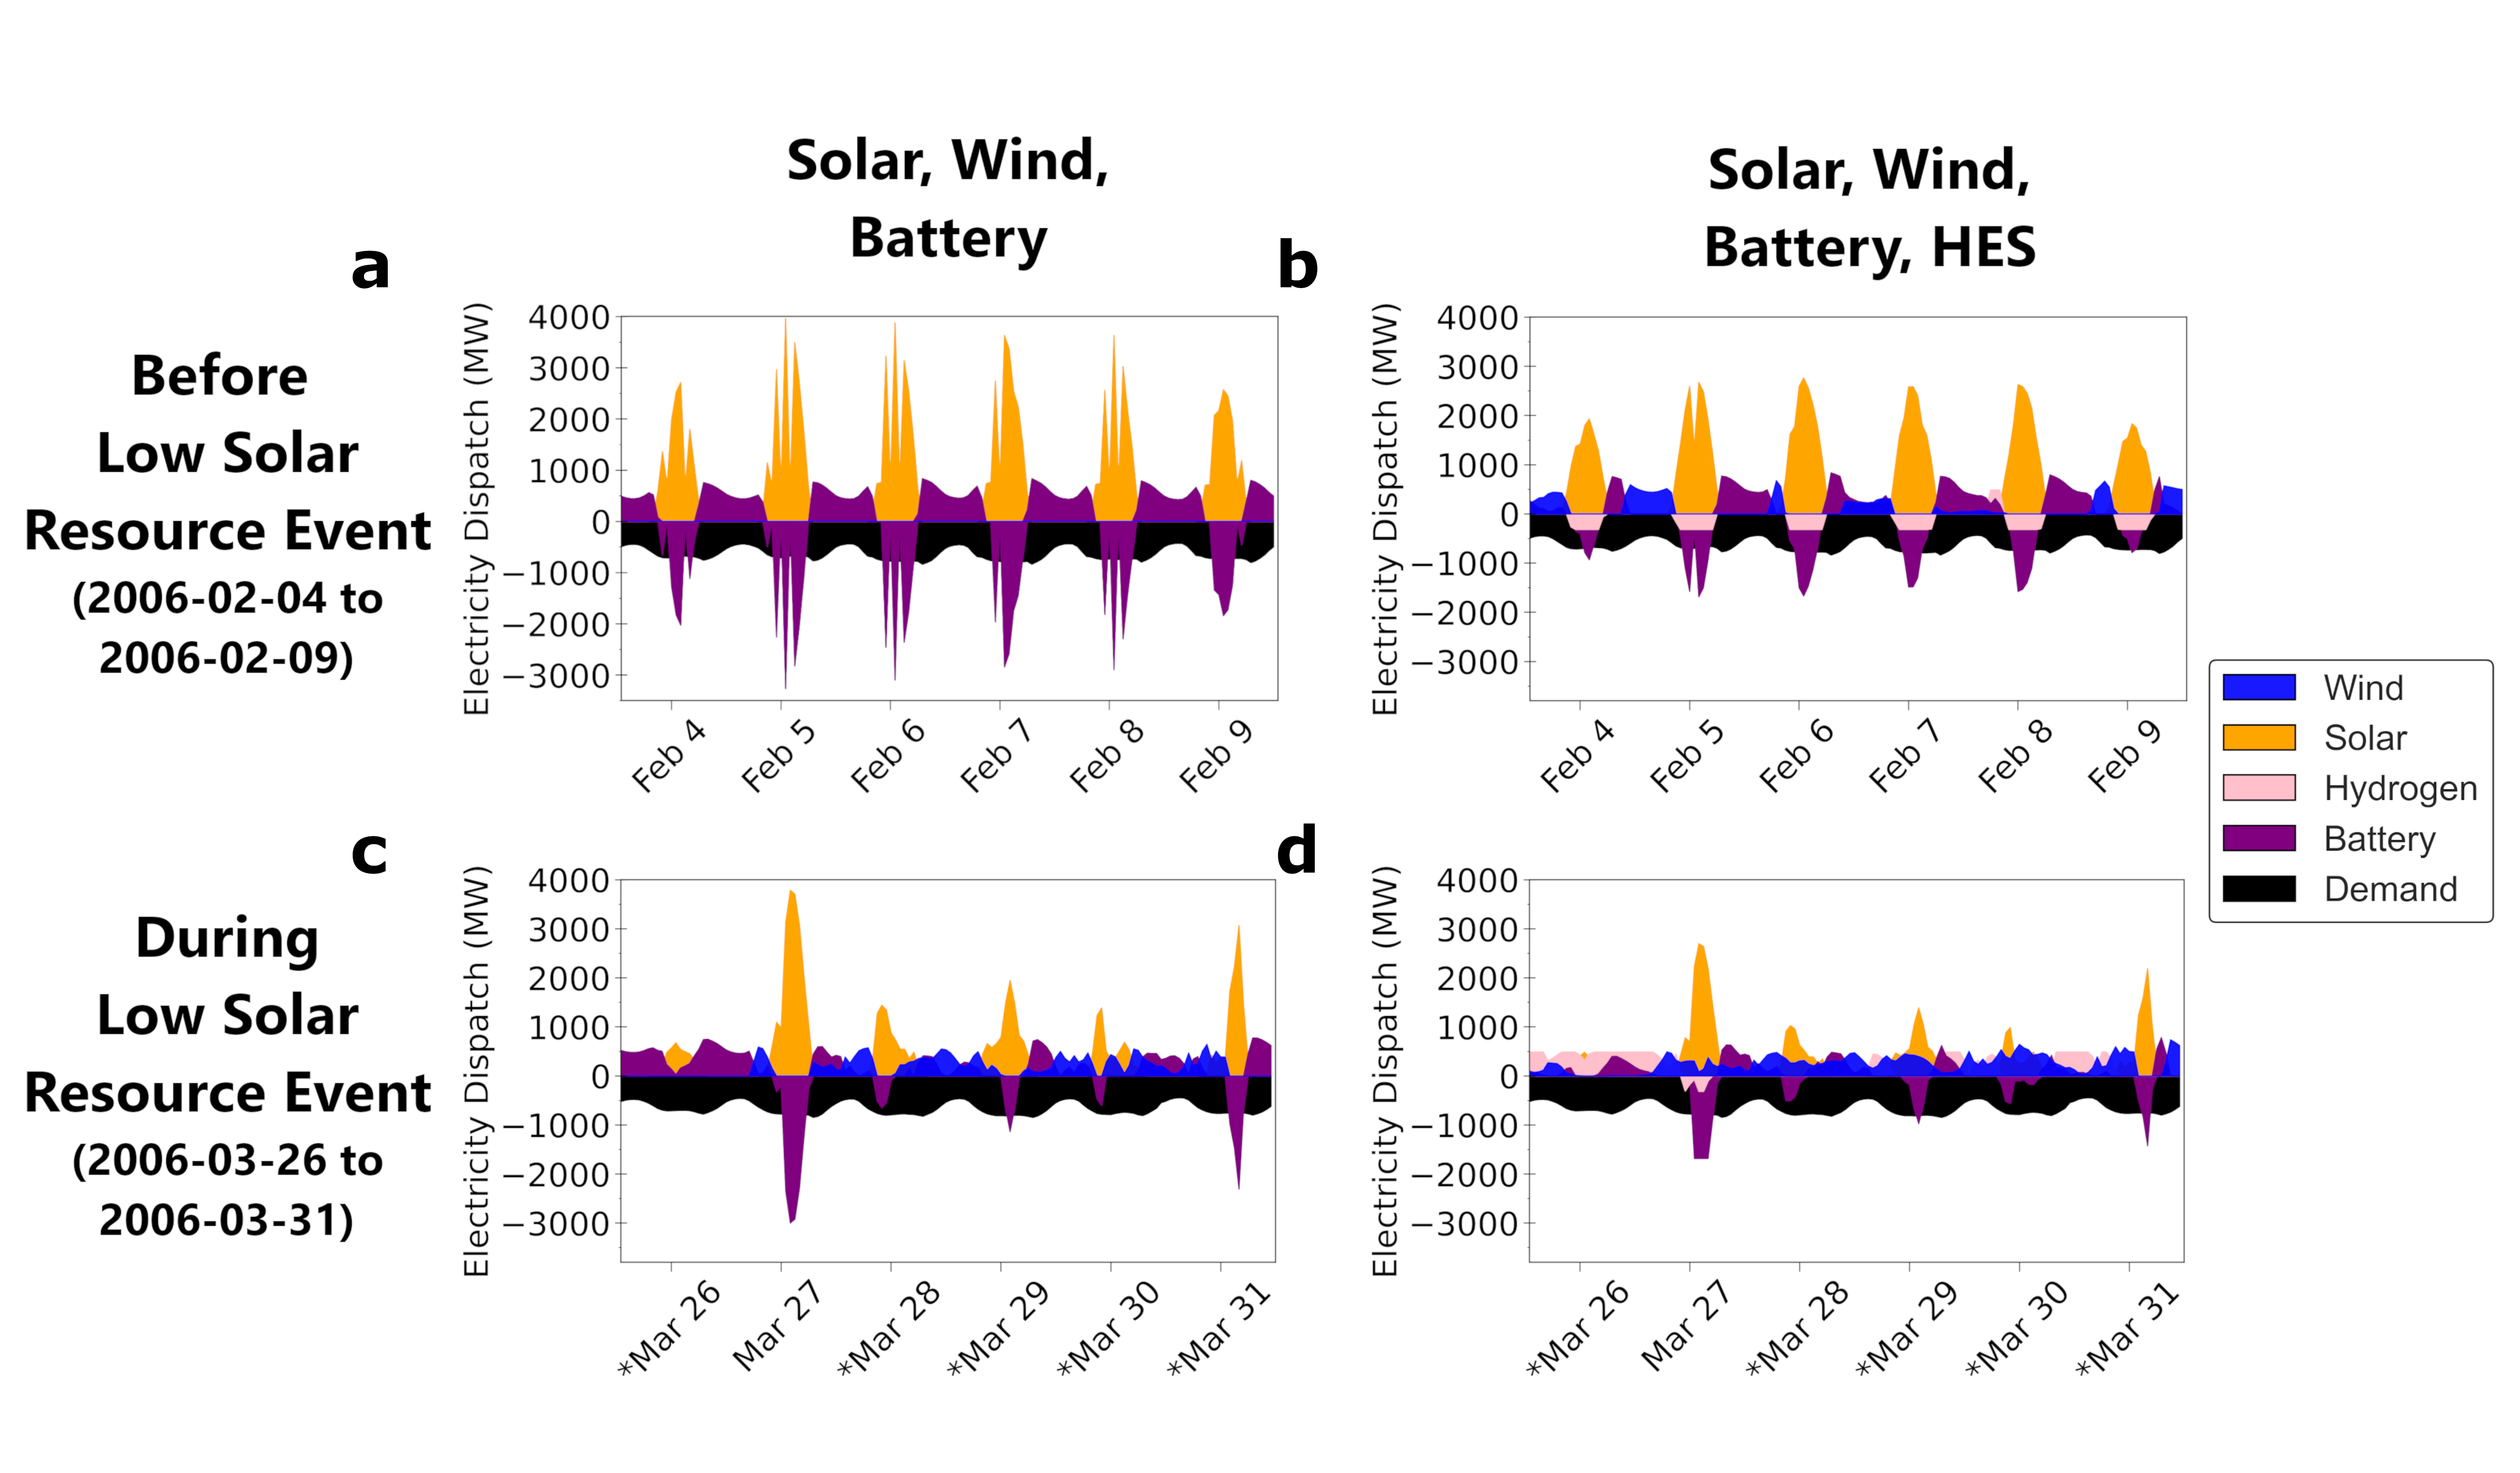 Solar, Wind,
Battery
Solar, Wind,
Battery, HES
a
b
Before
Low Solar
Resource Event
(2006-02-04 to
2006-02-09)
Electricity Dispatch (MW)
4000
3000
2000
1000
0
−1000
−2000
−3000
Feb 4
Feb 5
Feb 6
Feb 7
Feb 8
Feb 9
Electricity Dispatch (MW)
4000
3000
2000
1000
0
−1000
−2000
−3000
Feb 4
Feb 5
Feb 6
Feb 7
Feb 8
Feb 9
Wind
Solar
Hydrogen
Battery
Demand
c
d
During
Low Solar
Resource Event
(2006-03-26 to
2006-03-31)
Electricity Dispatch (MW)
4000
3000
2000
1000
0
−1000
−2000
−3000
*Mar 26
Mar 27
*Mar 28
*Mar 29
*Mar 30
*Mar 31
Electricity Dispatch (MW)
4000
3000
2000
1000
0
−1000
−2000
−3000
*Mar 26
Mar 27
*Mar 28
*Mar 29
*Mar 30
*Mar 31